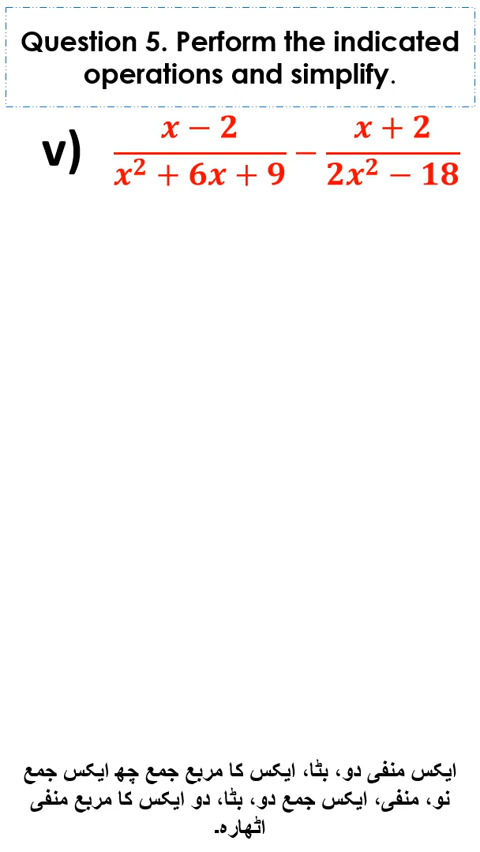 Question 5. Perform the indicated
operations and simplify.
v) (x − 2)/(x² + 6x + 9) − (x + 2)/(2x² − 18)
ایکس منفی دو، بٹا، ایکس کا مربع جمع چھ ایکس جمع
نو، منفی، ایکس جمع دو، بٹا، دو ایکس کا مربع منفی
اٹھارہ۔